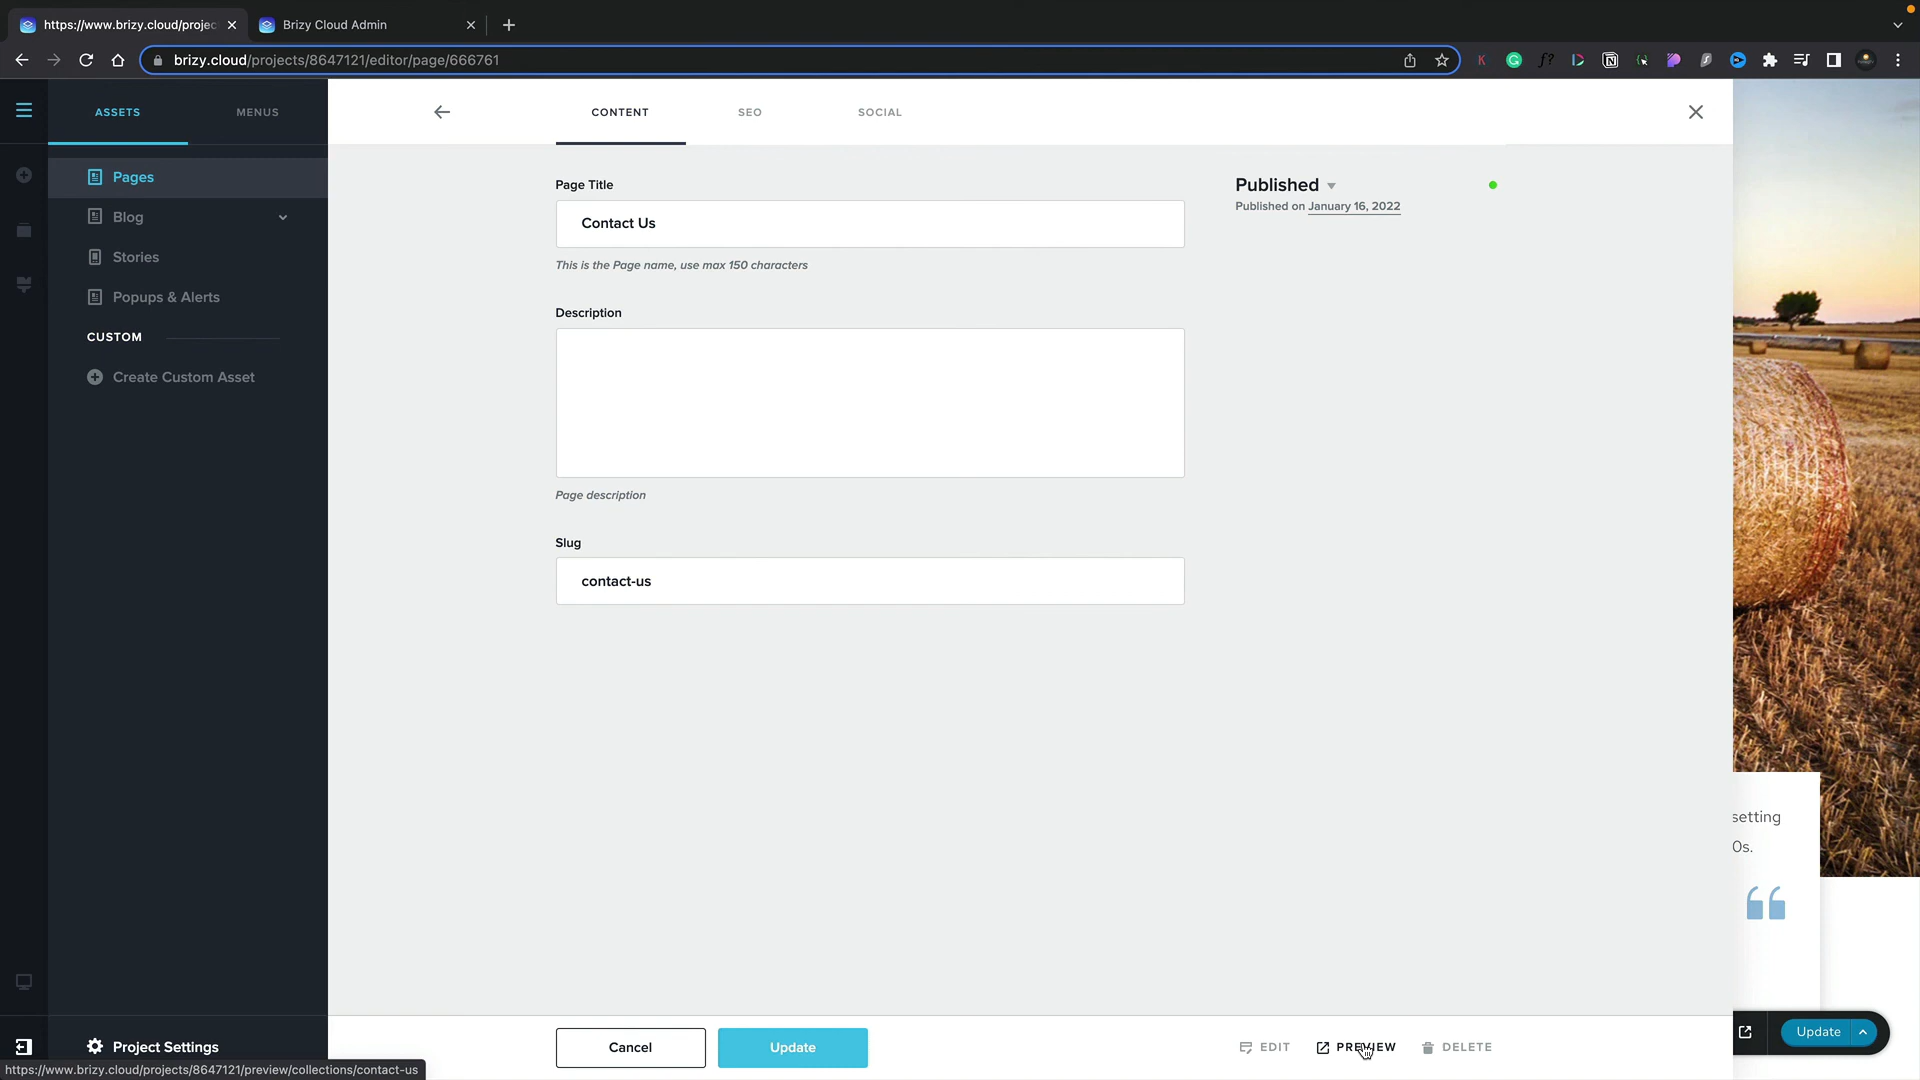 https://www.brizy.cloud/projec
Brizy Cloud Admin
brizy.cloud/projects/8647121/editor/page/666761
ASSETS
MENUS
CONTENT
SEO
SOCIAL
Pages
Blog
Stories
Popups & Alerts
CUSTOM
Create Custom Asset
Page Title
Contact Us
This is the Page name, use max 150 characters
Published
Published on January 16, 2022
Description
Page description
Slug
contact-us
setting
0s.
Cancel
Update
EDIT
PREVIEW
DELETE
Update
Project Settings
https://www.brizy.cloud/projects/8647121/preview/collections/contact-us